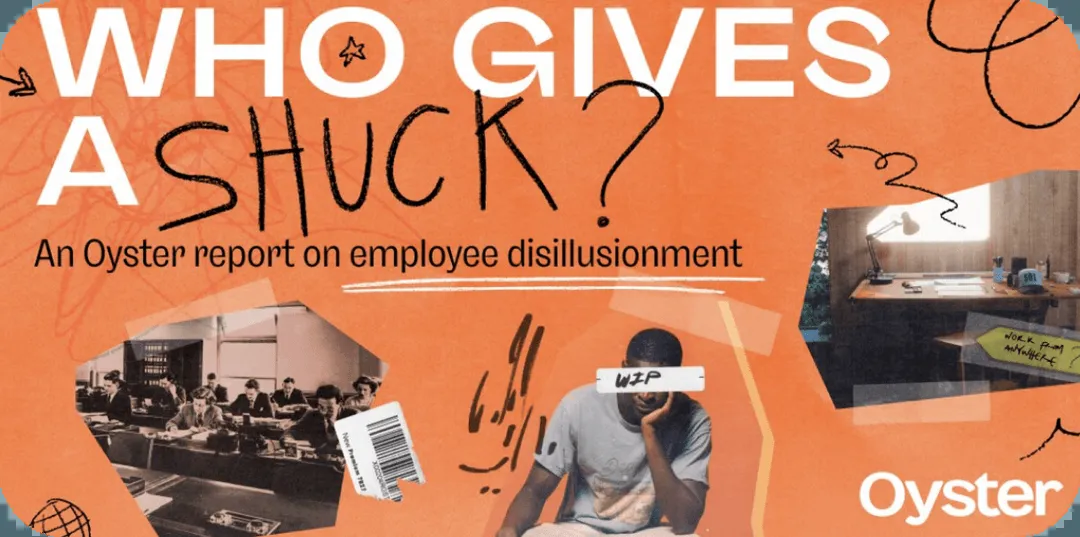 WHO GIVES
A SHUCK?
An Oyster report on employee disillusionment
WORK FROM
ANYWHERE?
WIP
Oyster